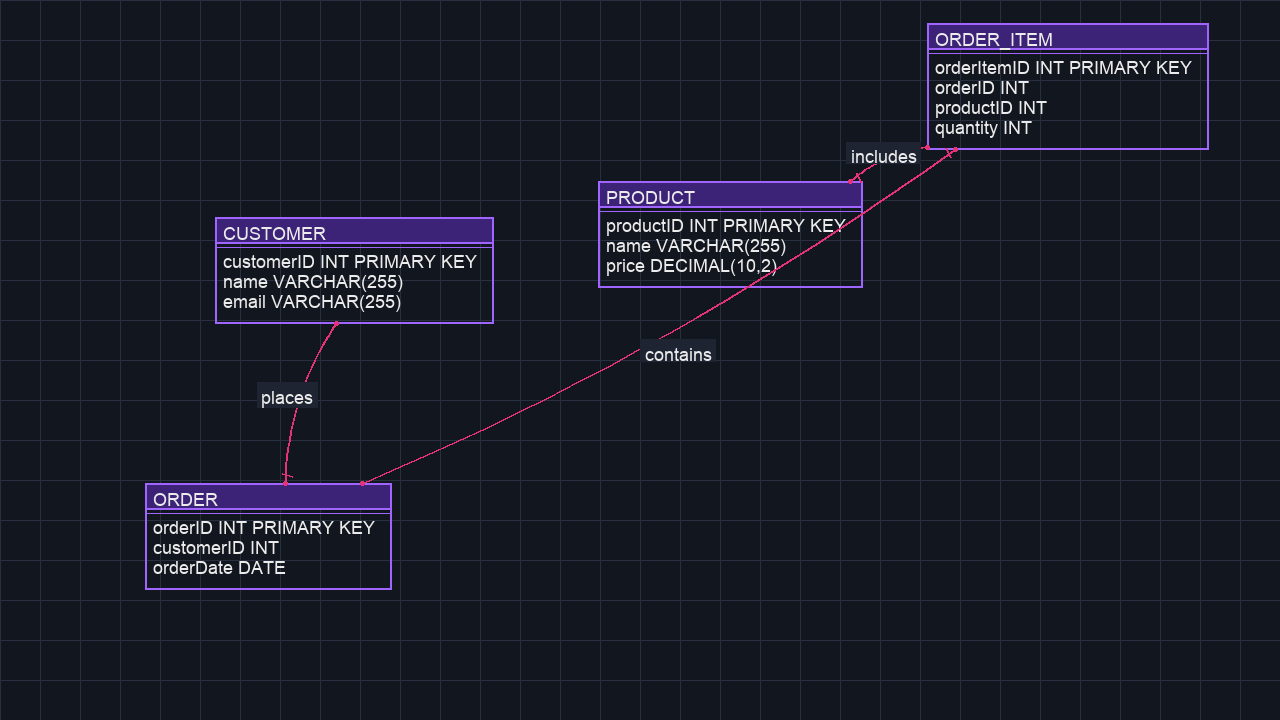 ORDER_ITEM
orderItemID INT PRIMARY KEY
orderID INT
productID INT
quantity INT
includes
PRODUCT
productID INT PRIMARY KEY
name VARCHAR(255)
price DECIMAL(10,2)
CUSTOMER
customerID INT PRIMARY KEY
name VARCHAR(255)
email VARCHAR(255)
contains
places
ORDER
orderID INT PRIMARY KEY
customerID INT
orderDate DATE